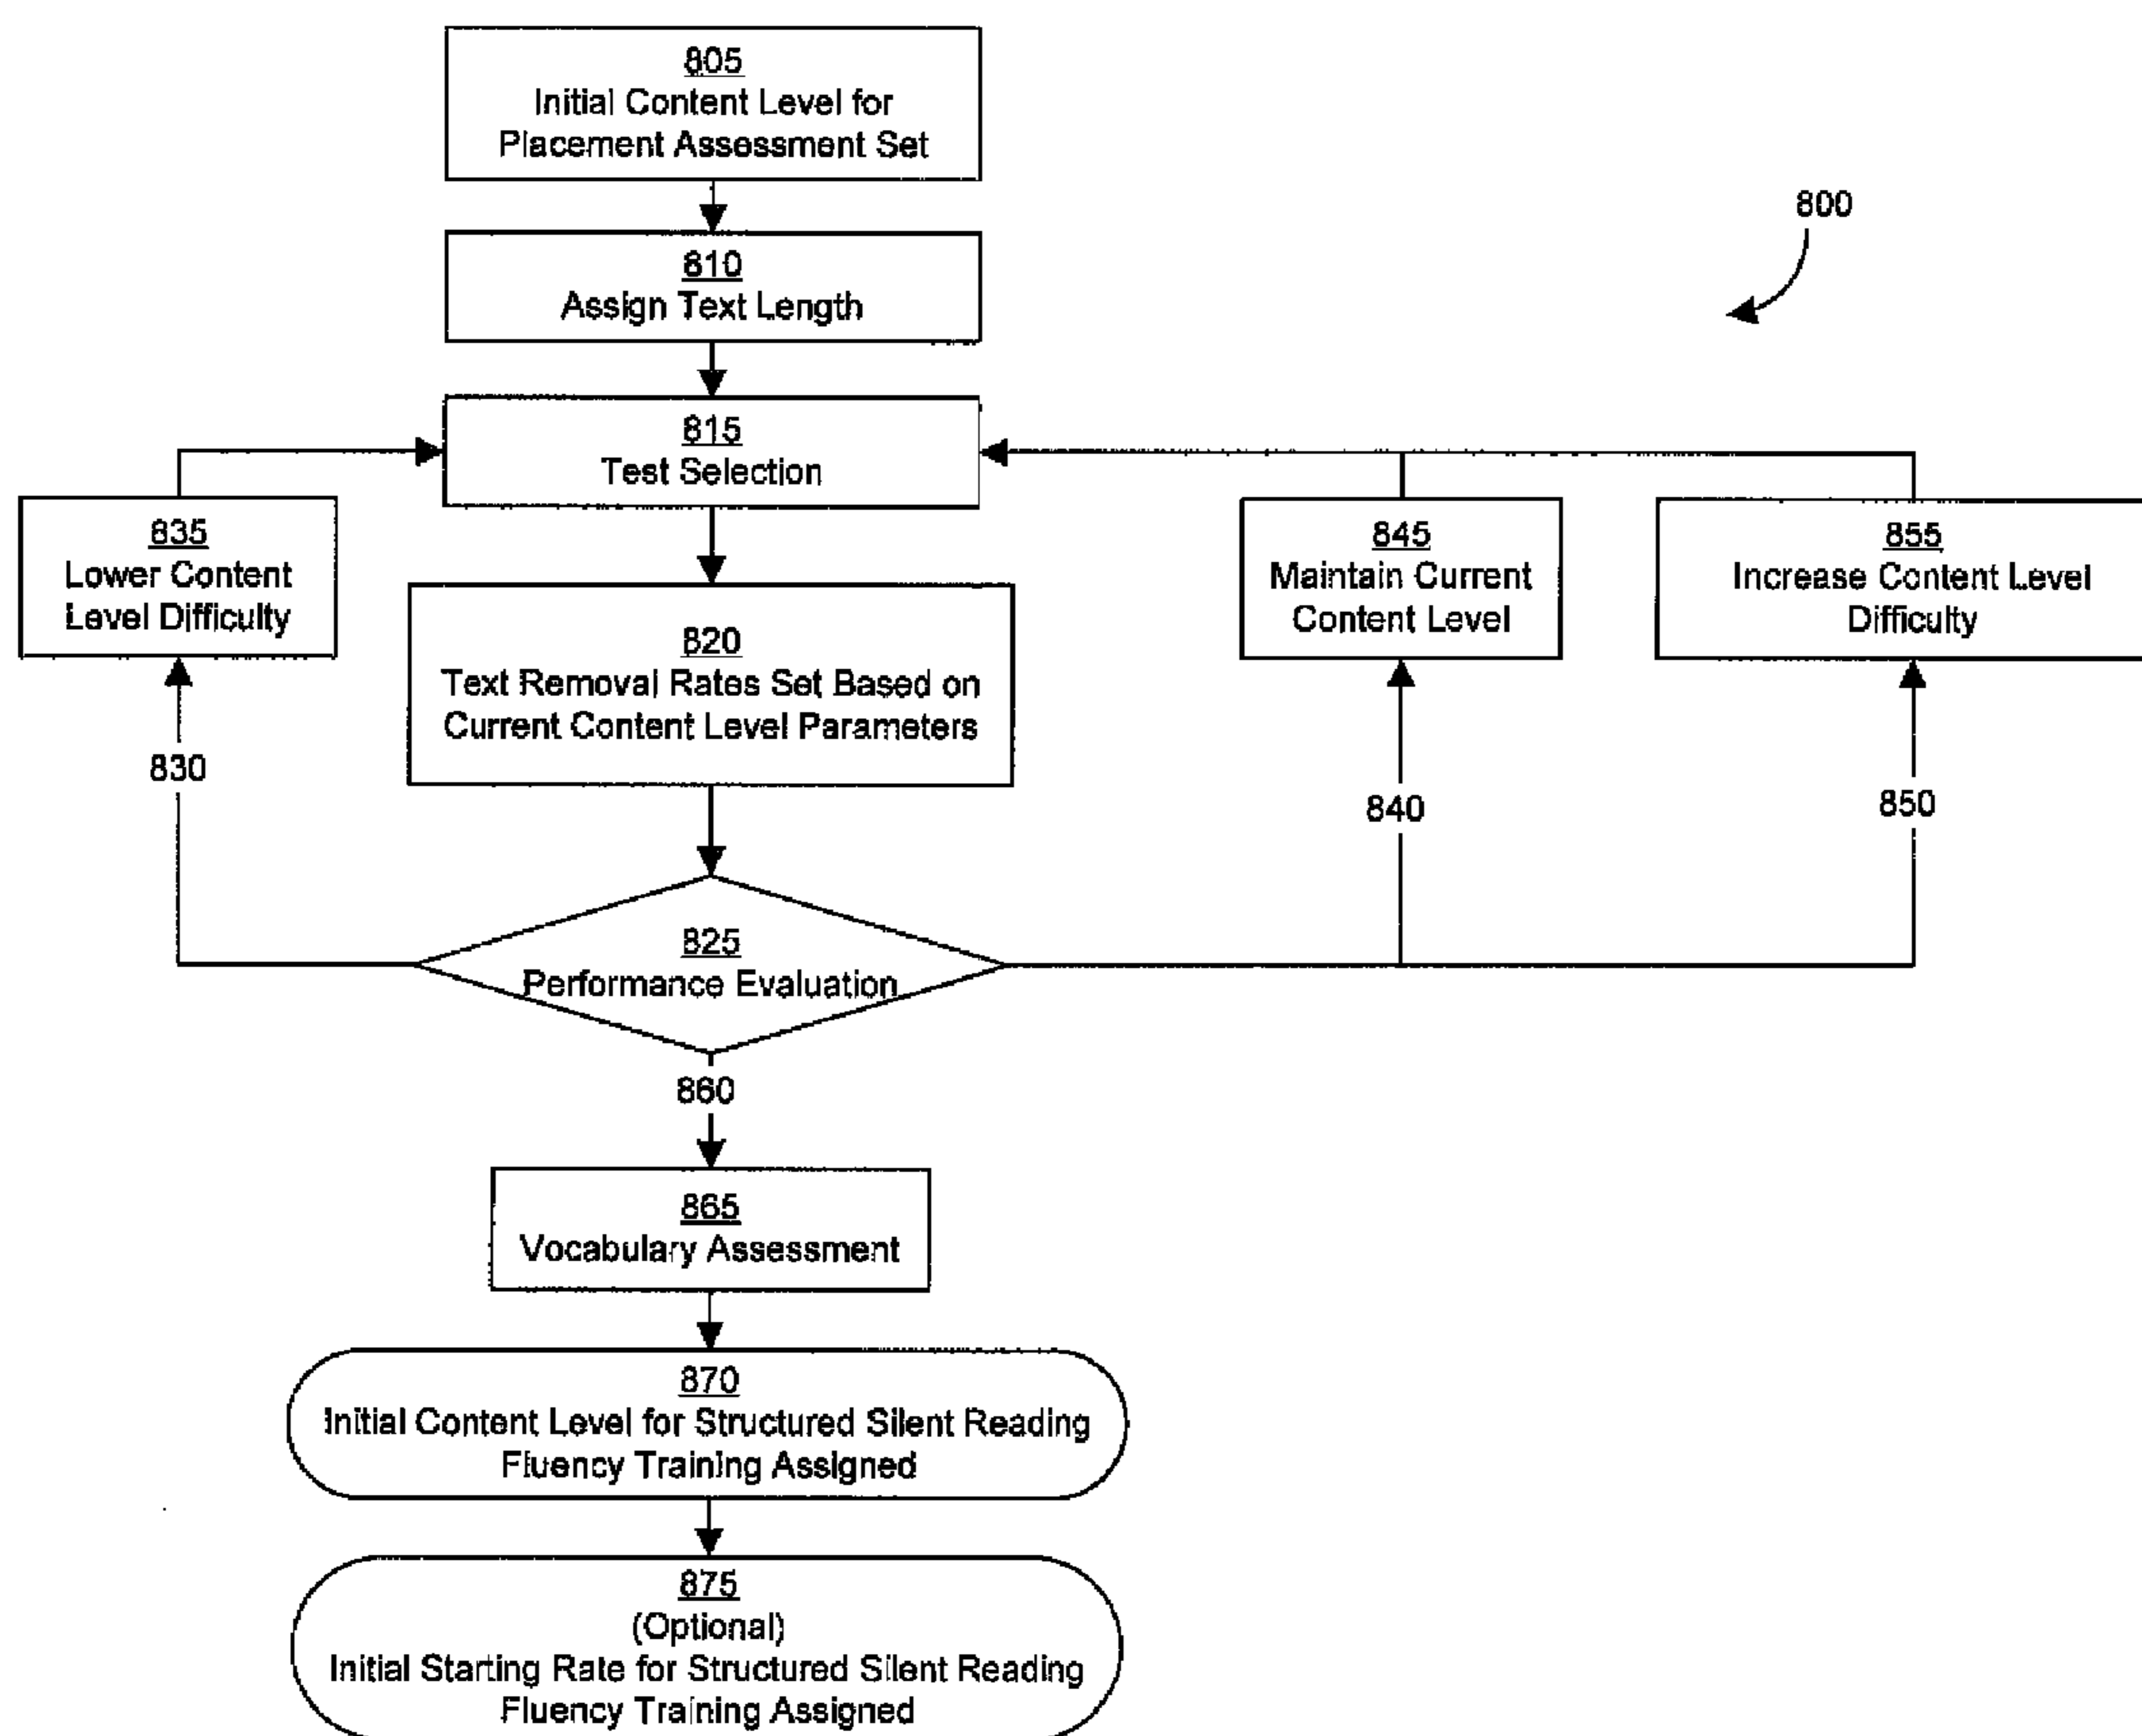 805
Initial Content Level for
Placement Assessment Set
800
810
Assign Text Length
815
Test Selection
835
Lower Content
Level Difficulty
845
Maintain Current
Content Level
855
Increase Content Level
Difficulty
820
Text Removal Rates Set Based on
Current Content Level Parameters
830
840
850
825
Performance Evaluation
860
865
Vocabulary Assessment
870
Initial Content Level for Structured Silent Reading
Fluency Training Assigned
875
(Optional)
Initial Starting Rate for Structured Silent Reading
Fluency Training Assigned